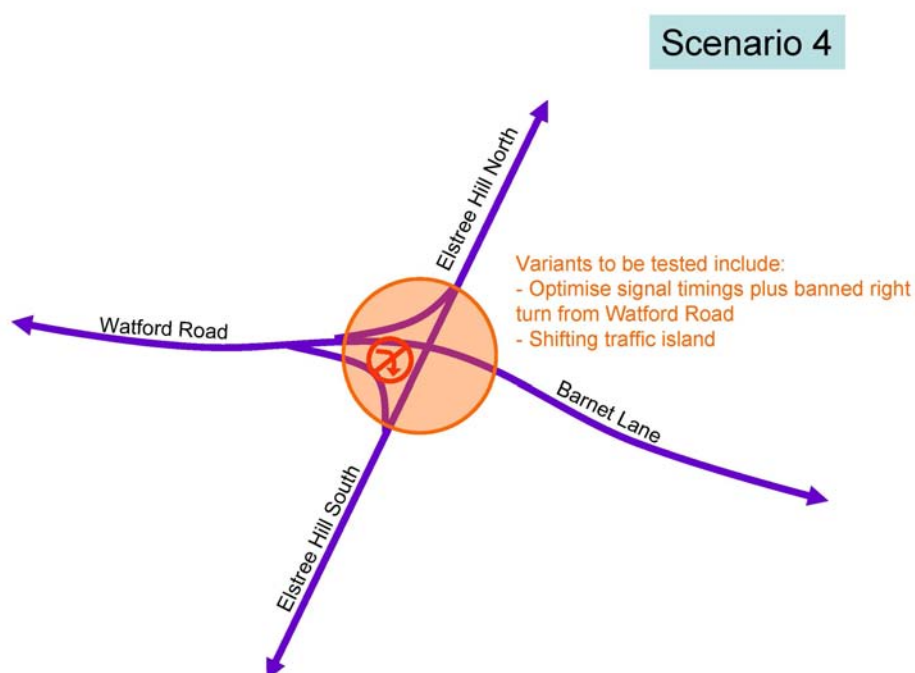 Scenario 4
Elstree Hill North
Variants to be tested include:
- Optimise signal timings plus banned right
turn from Watford Road
- Shifting traffic island
Watford Road
Barnet Lane
Elstree Hill South